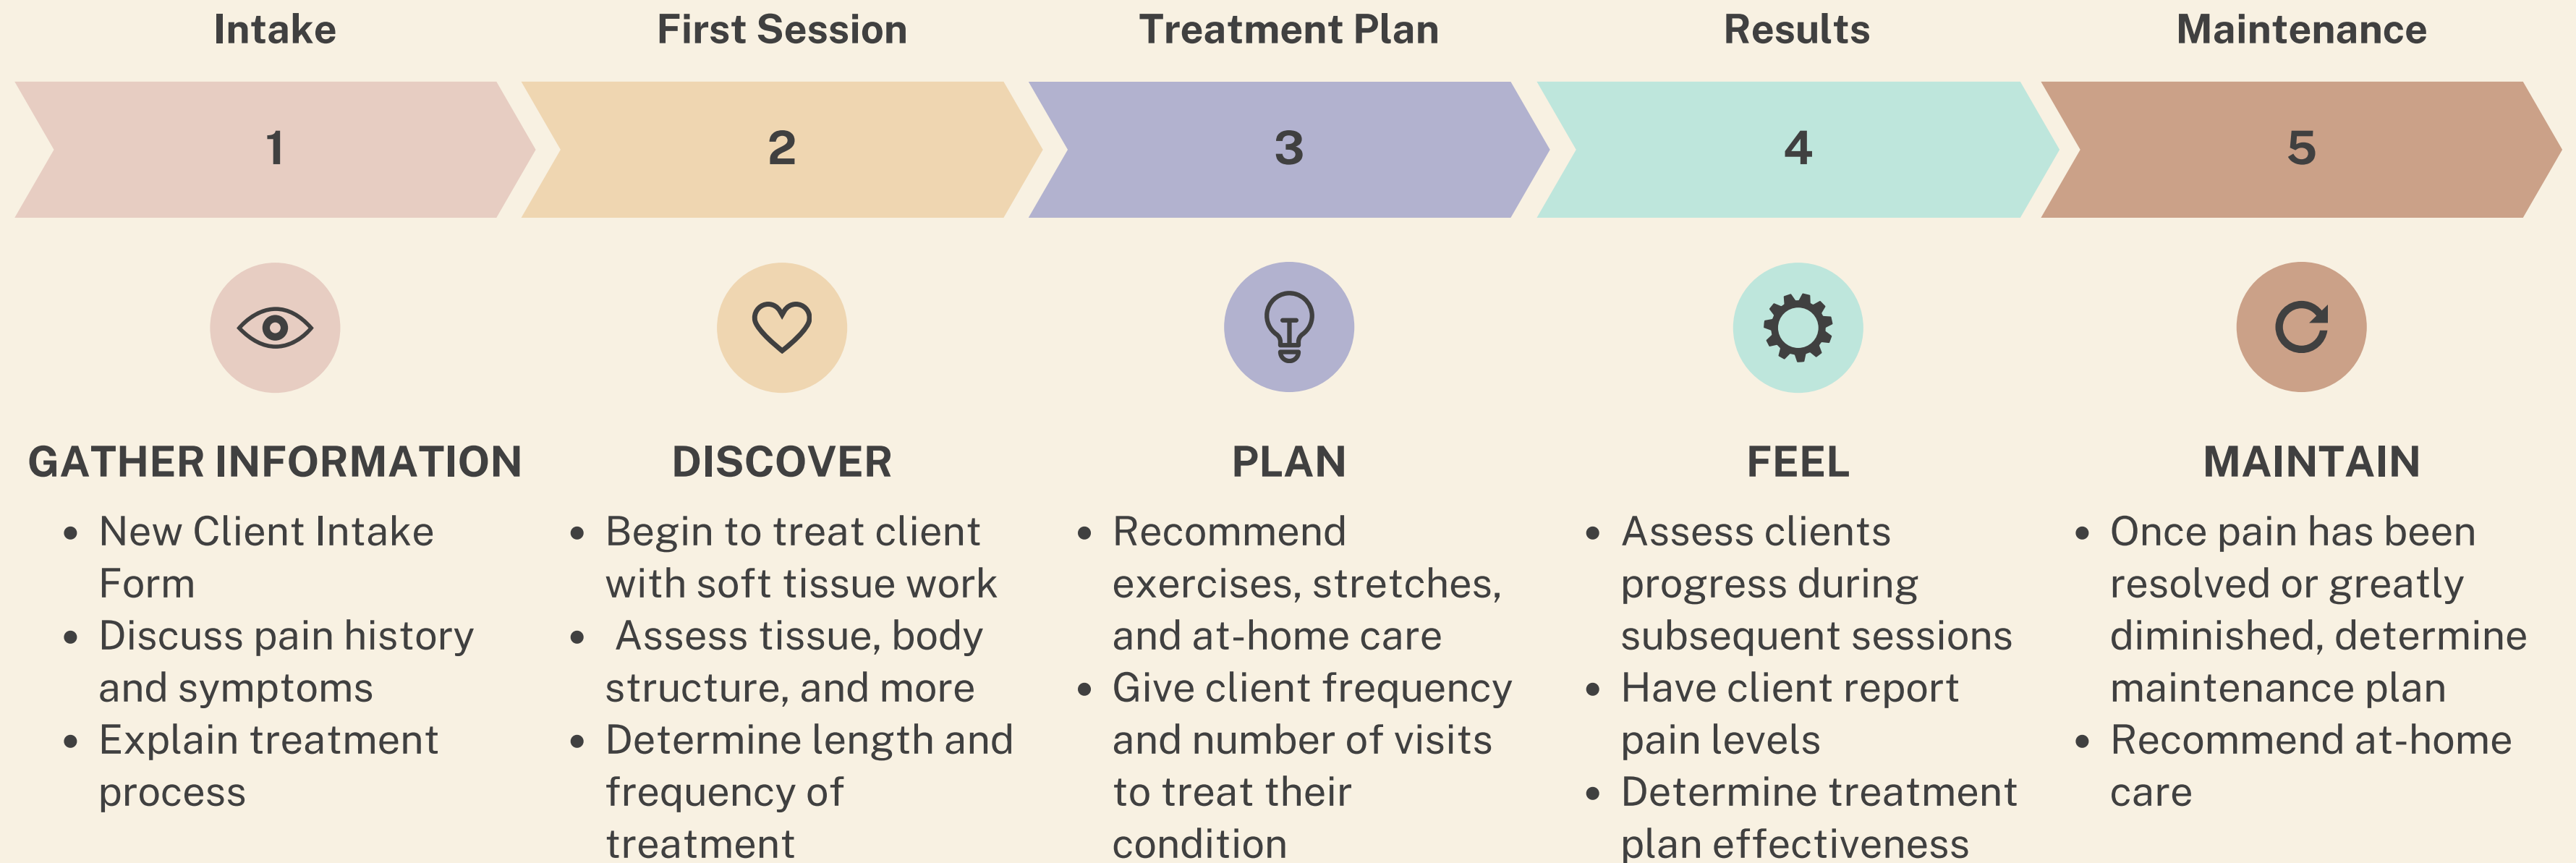 Intake
First Session
Treatment Plan
Results
Maintenance
1
2
3
4
5
GATHER INFORMATION
• New Client Intake
Form
• Discuss pain history
and symptoms
• Explain treatment
process
DISCOVER
• Begin to treat client
with soft tissue work
• Assess tissue, body
structure, and more
• Determine length and
frequency of
treatment
PLAN
• Recommend
exercises, stretches,
and at-home care
• Give client frequency
and number of visits
to treat their
condition
FEEL
• Assess clients
progress during
subsequent sessions
• Have client report
pain levels
• Determine treatment
plan effectiveness
MAINTAIN
• Once pain has been
resolved or greatly
diminished, determine
maintenance plan
• Recommend at-home
care